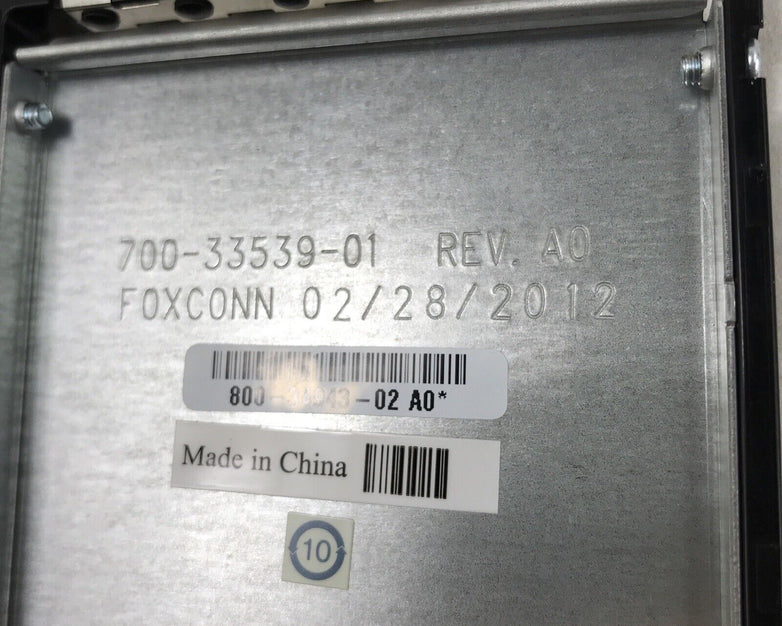 700-33539-01 REV. A0
FOXCONN 02/28/2012
-02 A0*
Made in China
10